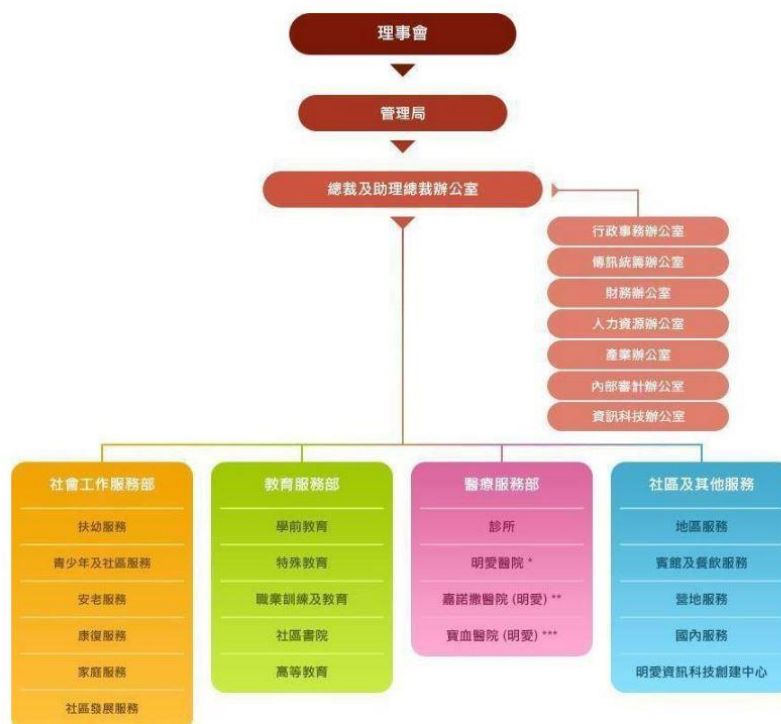 理事會
管理局
總裁及助理總裁辦公室
行政事務辦公室
傳訊統籌辦公室
財務辦公室
人力資源辦公室
產業辦公室
內部審計辦公室
資訊科技辦公室
社會工作服務部
扶幼服務
青少年及社區服務
安老服務
康復服務
家庭服務
社區發展服務
教育服務部
學前教育
特殊教育
職業訓練及教育
社區書院
高等教育
醫療服務部
診所
明愛醫院 *
嘉諾撒醫院 (明愛) **
寶血醫院 (明愛) ***
社區及其他服務
地區服務
賓館及餐飲服務
營地服務
國內服務
明愛資訊科技創建中心